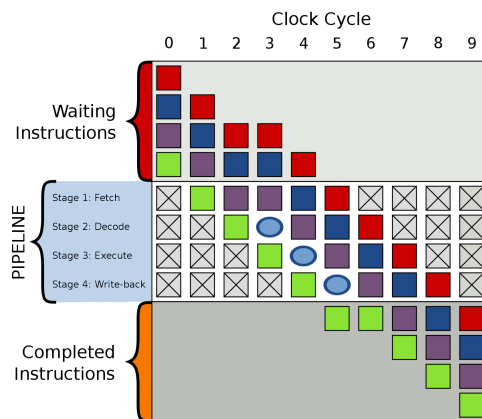 Clock Cycle
0 1 2 3 4 5 6 7 8 9
Waiting
Instructions
PIPELINE
Stage 1: Fetch
Stage 2: Decode
Stage 3: Execute
Stage 4: Write-back
Completed
Instructions